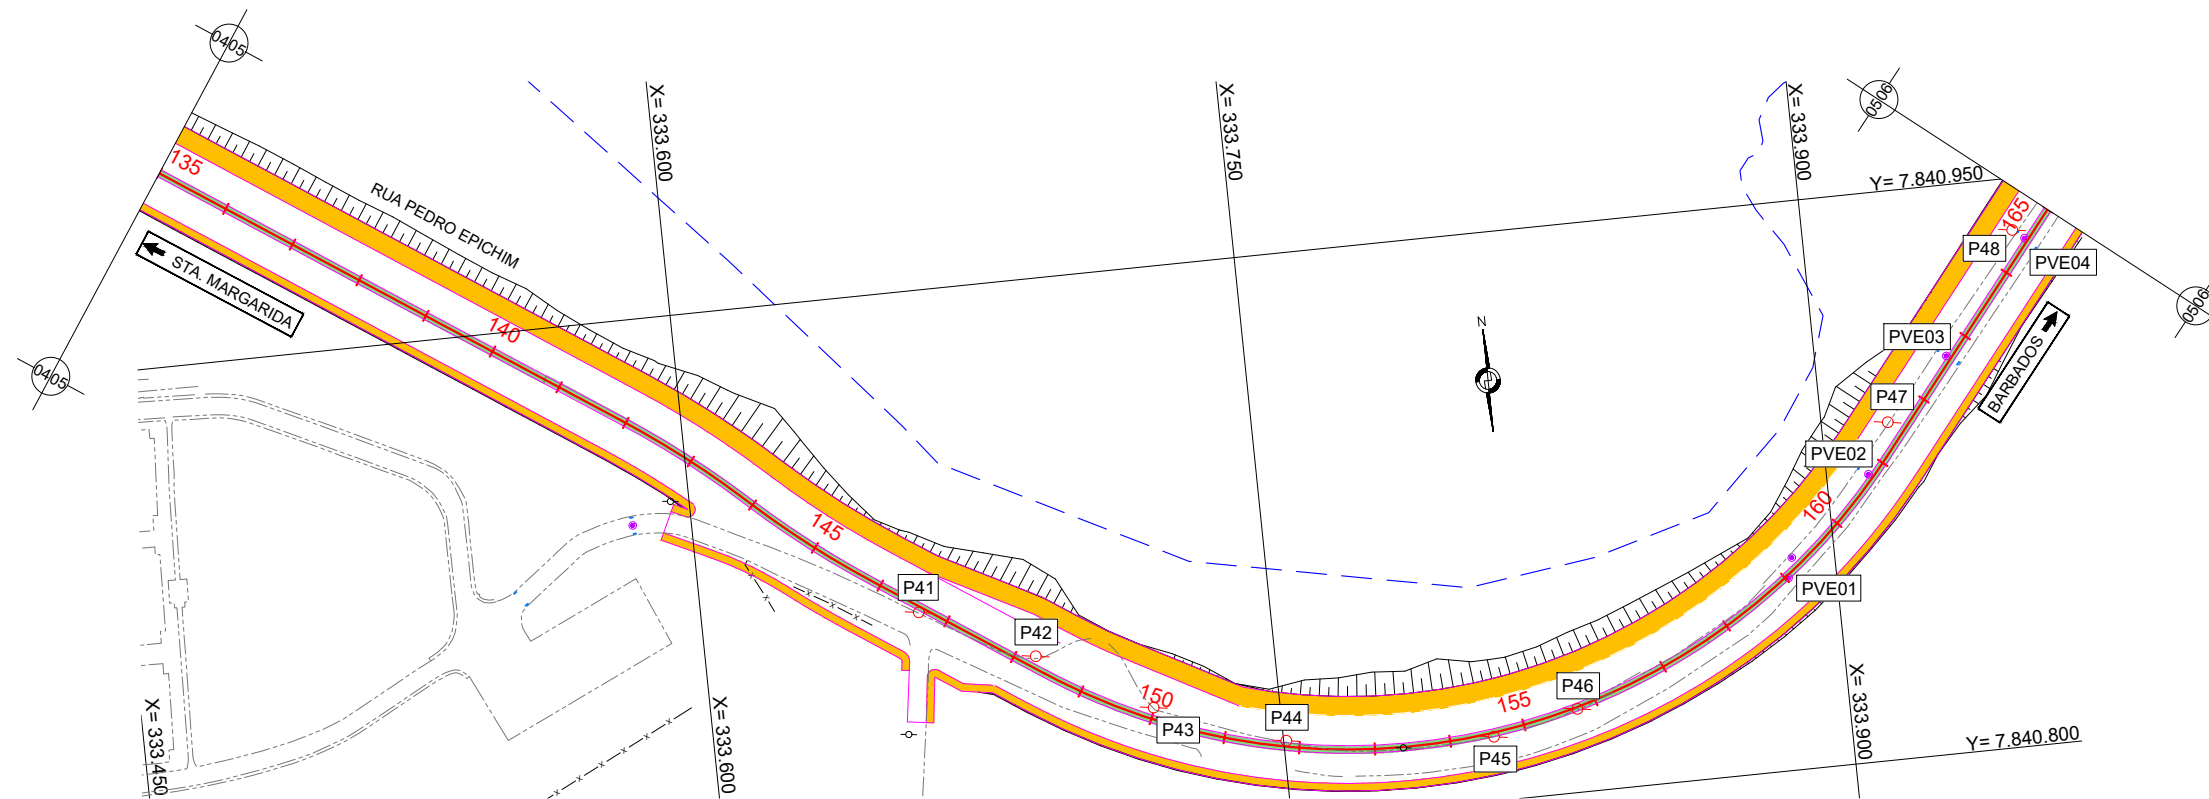 0405
0506
X= 333.600
X= 333.750
X= 333.900
Y= 7.840.950
135
RUA PEDRO EPICHIM
165
P48
PVE04
STA. MARGARIDA
0506
140
N
PVE03
BARBADOS
0405
P47
PVE02
160
145
P41
PVE01
P42
150
P46
155
P43
P44
P45
X= 333.450
X= 333.600
X= 333.900
Y= 7.840.800